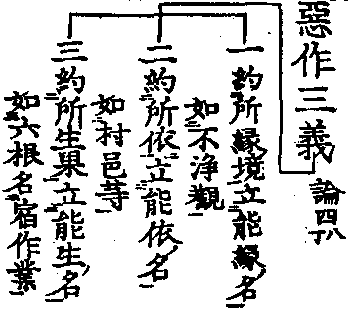 惡作三義 論四丁八
一約所緣境立能緣名
如不淨觀
二約所依立能依名
如村邑䓁
三約所生果立能生名
如六根名宿作業